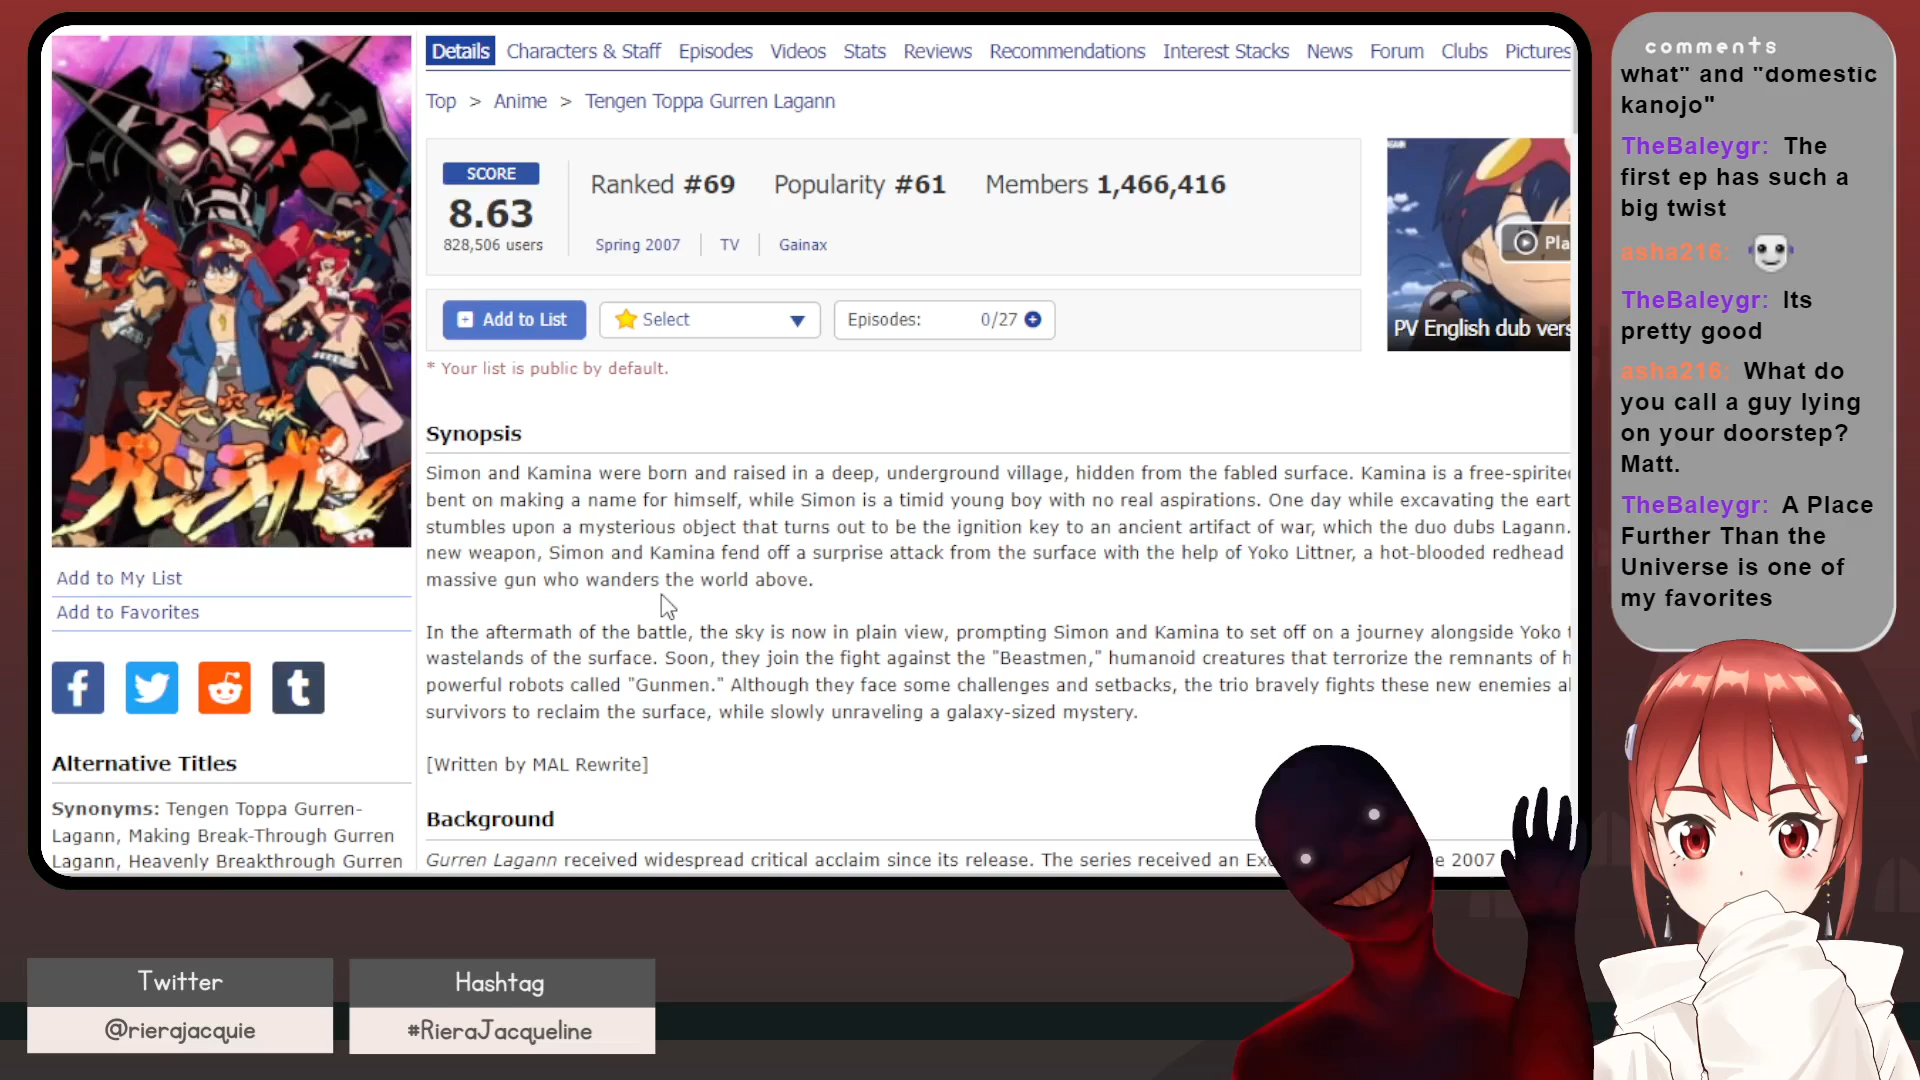 Details Characters & Staff Episodes Videos Stats Reviews Recommendations Interest Stacks News Forum Clubs Pictures
Top > Anime > Tengen Toppa Gurren Lagann
SCORE
8.63
828,506 users
Ranked #69 Popularity #61 Members 1,466,416
Spring 2007 TV Gainax
Add to List Select Episodes: 0/27
* Your list is public by default.
PV English dub vers
Synopsis
Simon and Kamina were born and raised in a deep, underground village, hidden from the fabled surface. Kamina is a free-spirited
bent on making a name for himself, while Simon is a timid young boy with no real aspirations. One day while excavating the eart
stumbles upon a mysterious object that turns out to be the ignition key to an ancient artifact of war, which the duo dubs Lagann.
new weapon, Simon and Kamina fend off a surprise attack from the surface with the help of Yoko Littner, a hot-blooded redhead
massive gun who wanders the world above.
In the aftermath of the battle, the sky is now in plain view, prompting Simon and Kamina to set off on a journey alongside Yoko
wastelands of the surface. Soon, they join the fight against the "Beastmen," humanoid creatures that terrorize the remnants of h
powerful robots called "Gunmen." Although they face some challenges and setbacks, the trio bravely fights these new enemies al
survivors to reclaim the surface, while slowly unraveling a galaxy-sized mystery.
[Written by MAL Rewrite]
Background
Gurren Lagann received widespread critical acclaim since its release. The series received an Exc e 2007
天元突破
グレンラガン
Add to My List
Add to Favorites
Alternative Titles
Synonyms: Tengen Toppa Gurren-
Lagann, Making Break-Through Gurren
Lagann, Heavenly Breakthrough Gurren
comments
what" and "domestic
kanojo"
TheBaleygr: The
first ep has such a
big twist
asha216:
TheBaleygr: Its
pretty good
asha216: What do
you call a guy lying
on your doorstep?
Matt.
TheBaleygr: A Place
Further Than the
Universe is one of
my favorites
Twitter
@rierajacquie
Hashtag
#RieraJacqueline